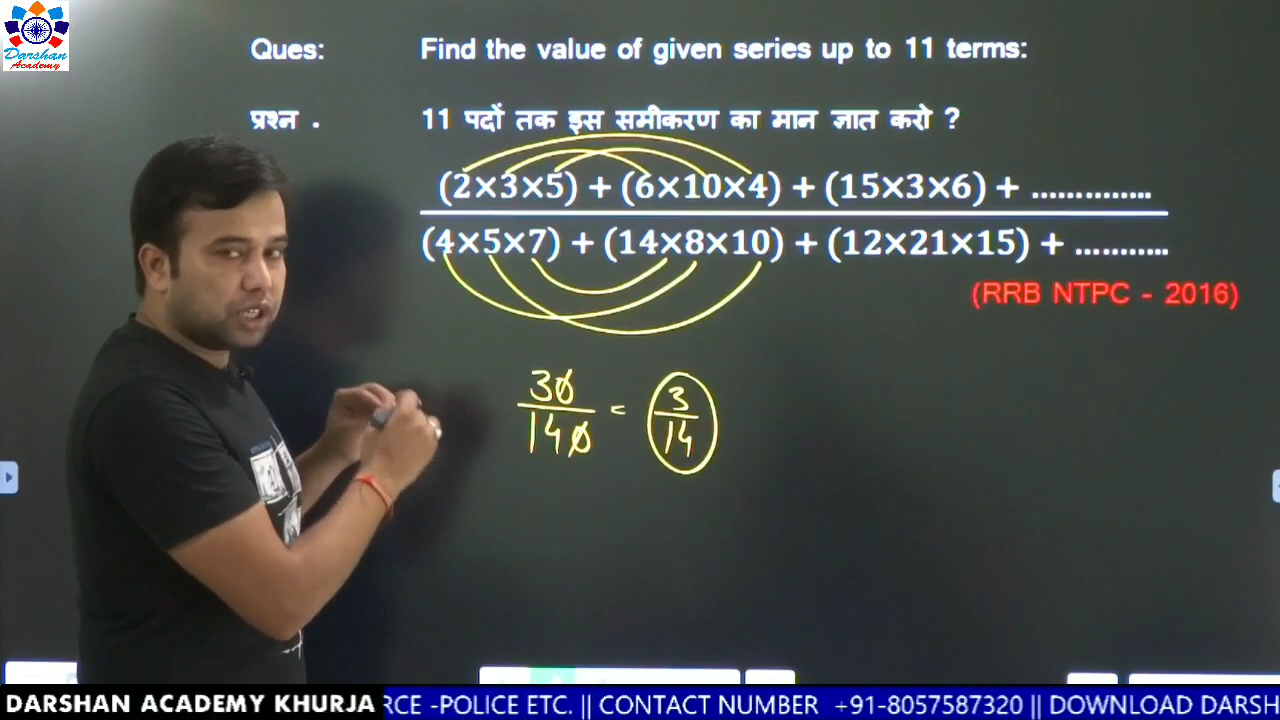 Darshan
Academy
Ques: Find the value of given series up to 11 terms:
प्रश्न . 11 पदों तक इस समीकरण का मान ज्ञात करो ?
(2×3×5) + (6×10×4) + (15×3×6) + ..............
(4×5×7) + (14×8×10) + (12×21×15) + ...........
(RRB NTPC - 2016)
30/140 = 3/14
DARSHAN ACADEMY KHURJA RCE -POLICE ETC. || CONTACT NUMBER +91-8057587320 || DOWNLOAD DARSH